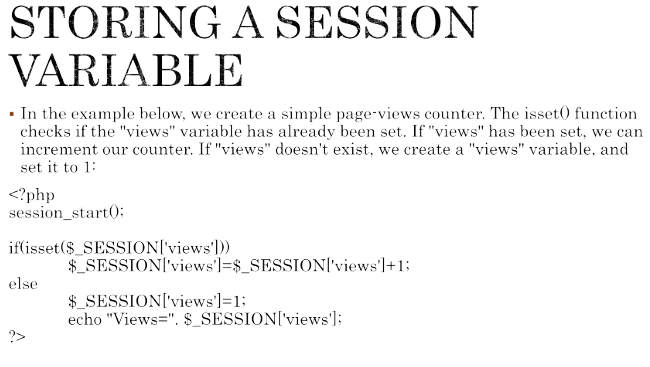 STORING A SESSION
VARIABLE
▪ In the example below, we create a simple page-views counter. The isset() function
checks if the "views" variable has already been set. If "views" has been set, we can
increment our counter. If "views" doesn't exist, we create a "views" variable, and
set it to 1:
<?php
session_start();
if(isset($_SESSION['views']))
$_SESSION['views']=$_SESSION['views']+1;
else
$_SESSION['views']=1;
echo "Views=". $_SESSION['views'];
?>